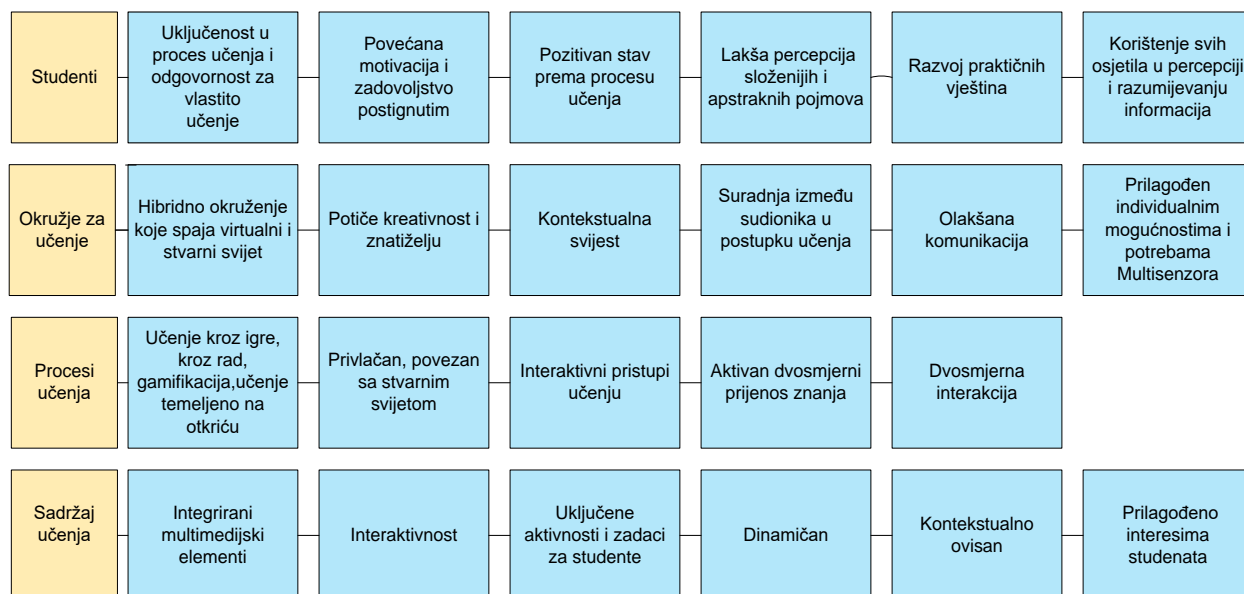 Studenti
Uključenost u
proces učenja i
odgovornost za
vlastito
učenje
Povećana
motivacija i
zadovoljstvo
postignutim
Pozitivan stav
prema procesu
učenja
Lakša percepcija
složenijih i
apstraknih pojmova
Razvoj praktičnih
vještina
Korištenje svih
osjetila u percepciji
i razumijevanju
informacija
Okružje za
učenje
Hibridno okruženje
koje spaja virtualni i
stvarni svijet
Potiče kreativnost i
znatiželju
Kontekstualna
svijest
Suradnja između
sudionika u
postupku učenja
Olakšana
komunikacija
Prilagođen
individualnim
mogućnostima i
potrebama
Multisenzora
Procesi
učenja
Učenje kroz igre,
kroz rad,
gamifikacija,učenje
temeljeno na
otkriću
Privlačan, povezan
sa stvarnim
svijetom
Interaktivni pristupi
učenju
Aktivan dvosmjerni
prijenos znanja
Dvosmjerna
interakcija
Sadržaj
učenja
Integrirani
multimedijski
elementi
Interaktivnost
Uključene
aktivnosti i zadaci
za studente
Dinamičan
Kontekstualno
ovisan
Prilagođeno
interesima
studenata